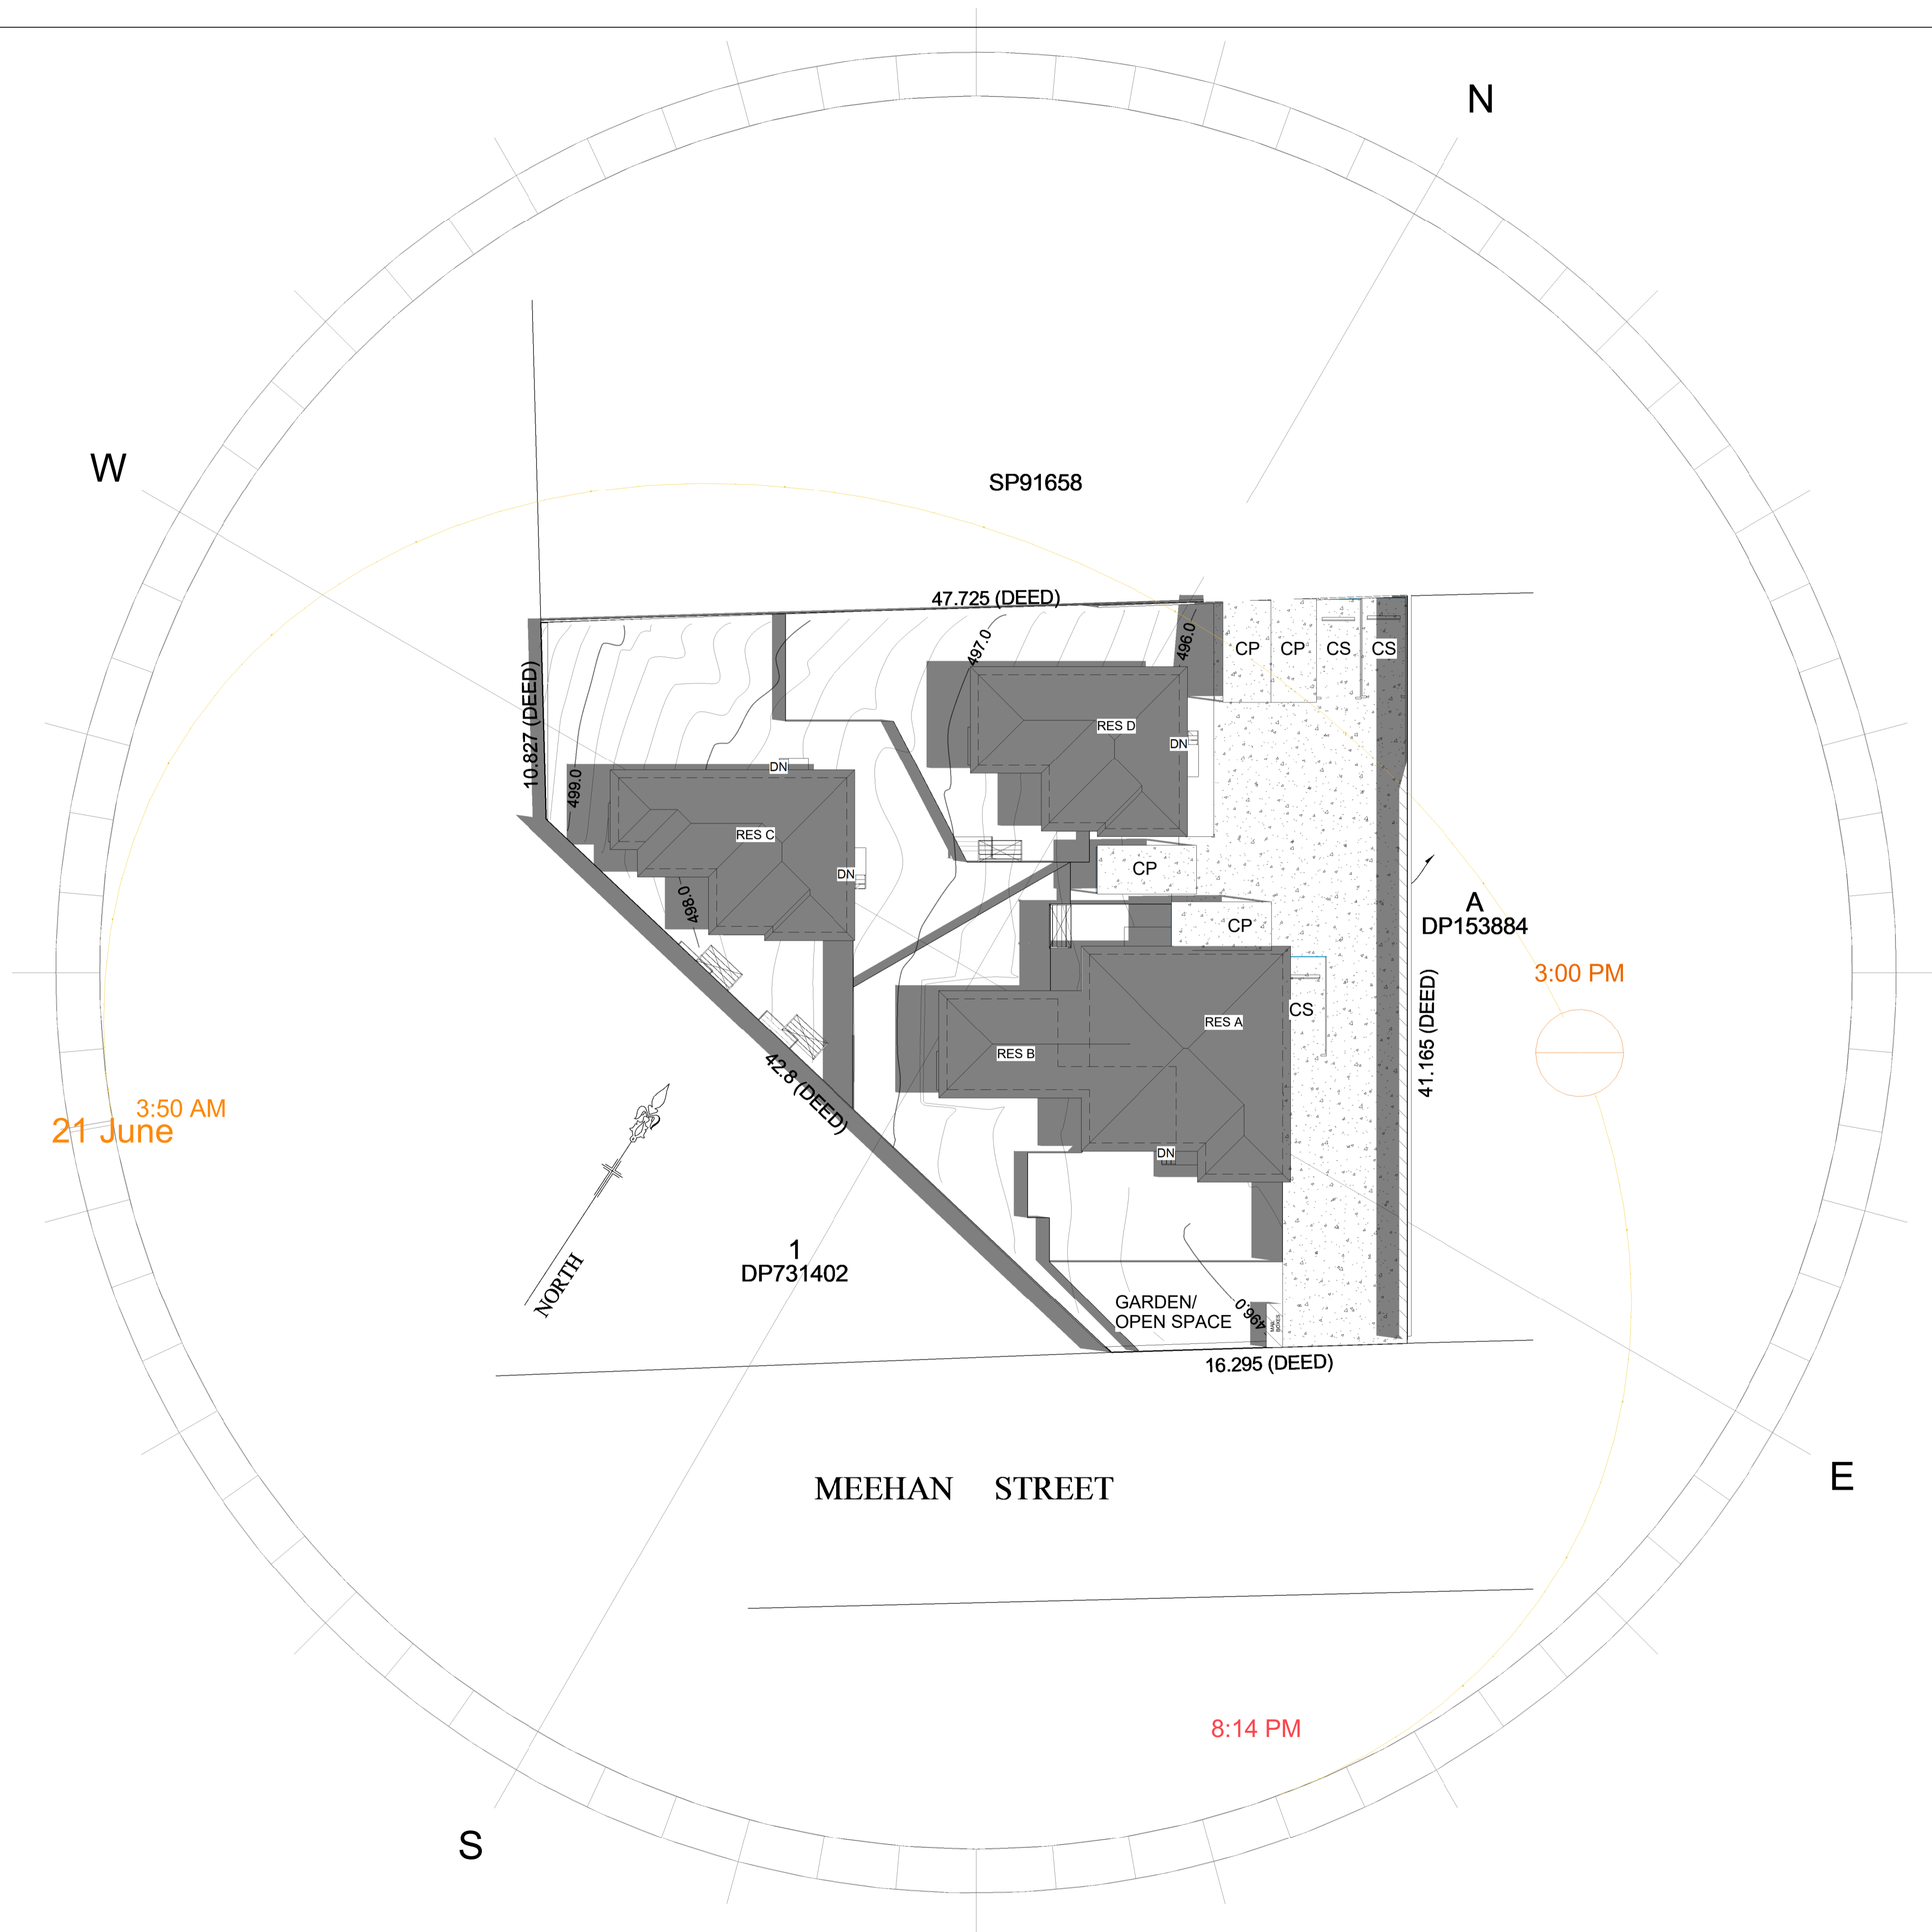 N
W
SP91658
47.725 (DEED)
497.0
496.0
CP
CP
CS
CS
10.827 (DEED)
499.0
RES D
DN
DN
RES C
DN
498.0
CP
CP
A
DP153884
3:00 PM
41.165 (DEED)
CS
RES A
RES B
42.8 (DEED)
3:50 AM
21 June
DN
NORTH
1
DP731402
GARDEN/
OPEN SPACE
496.0
MAIL
BOXES
16.295 (DEED)
MEEHAN STREET
E
8:14 PM
S